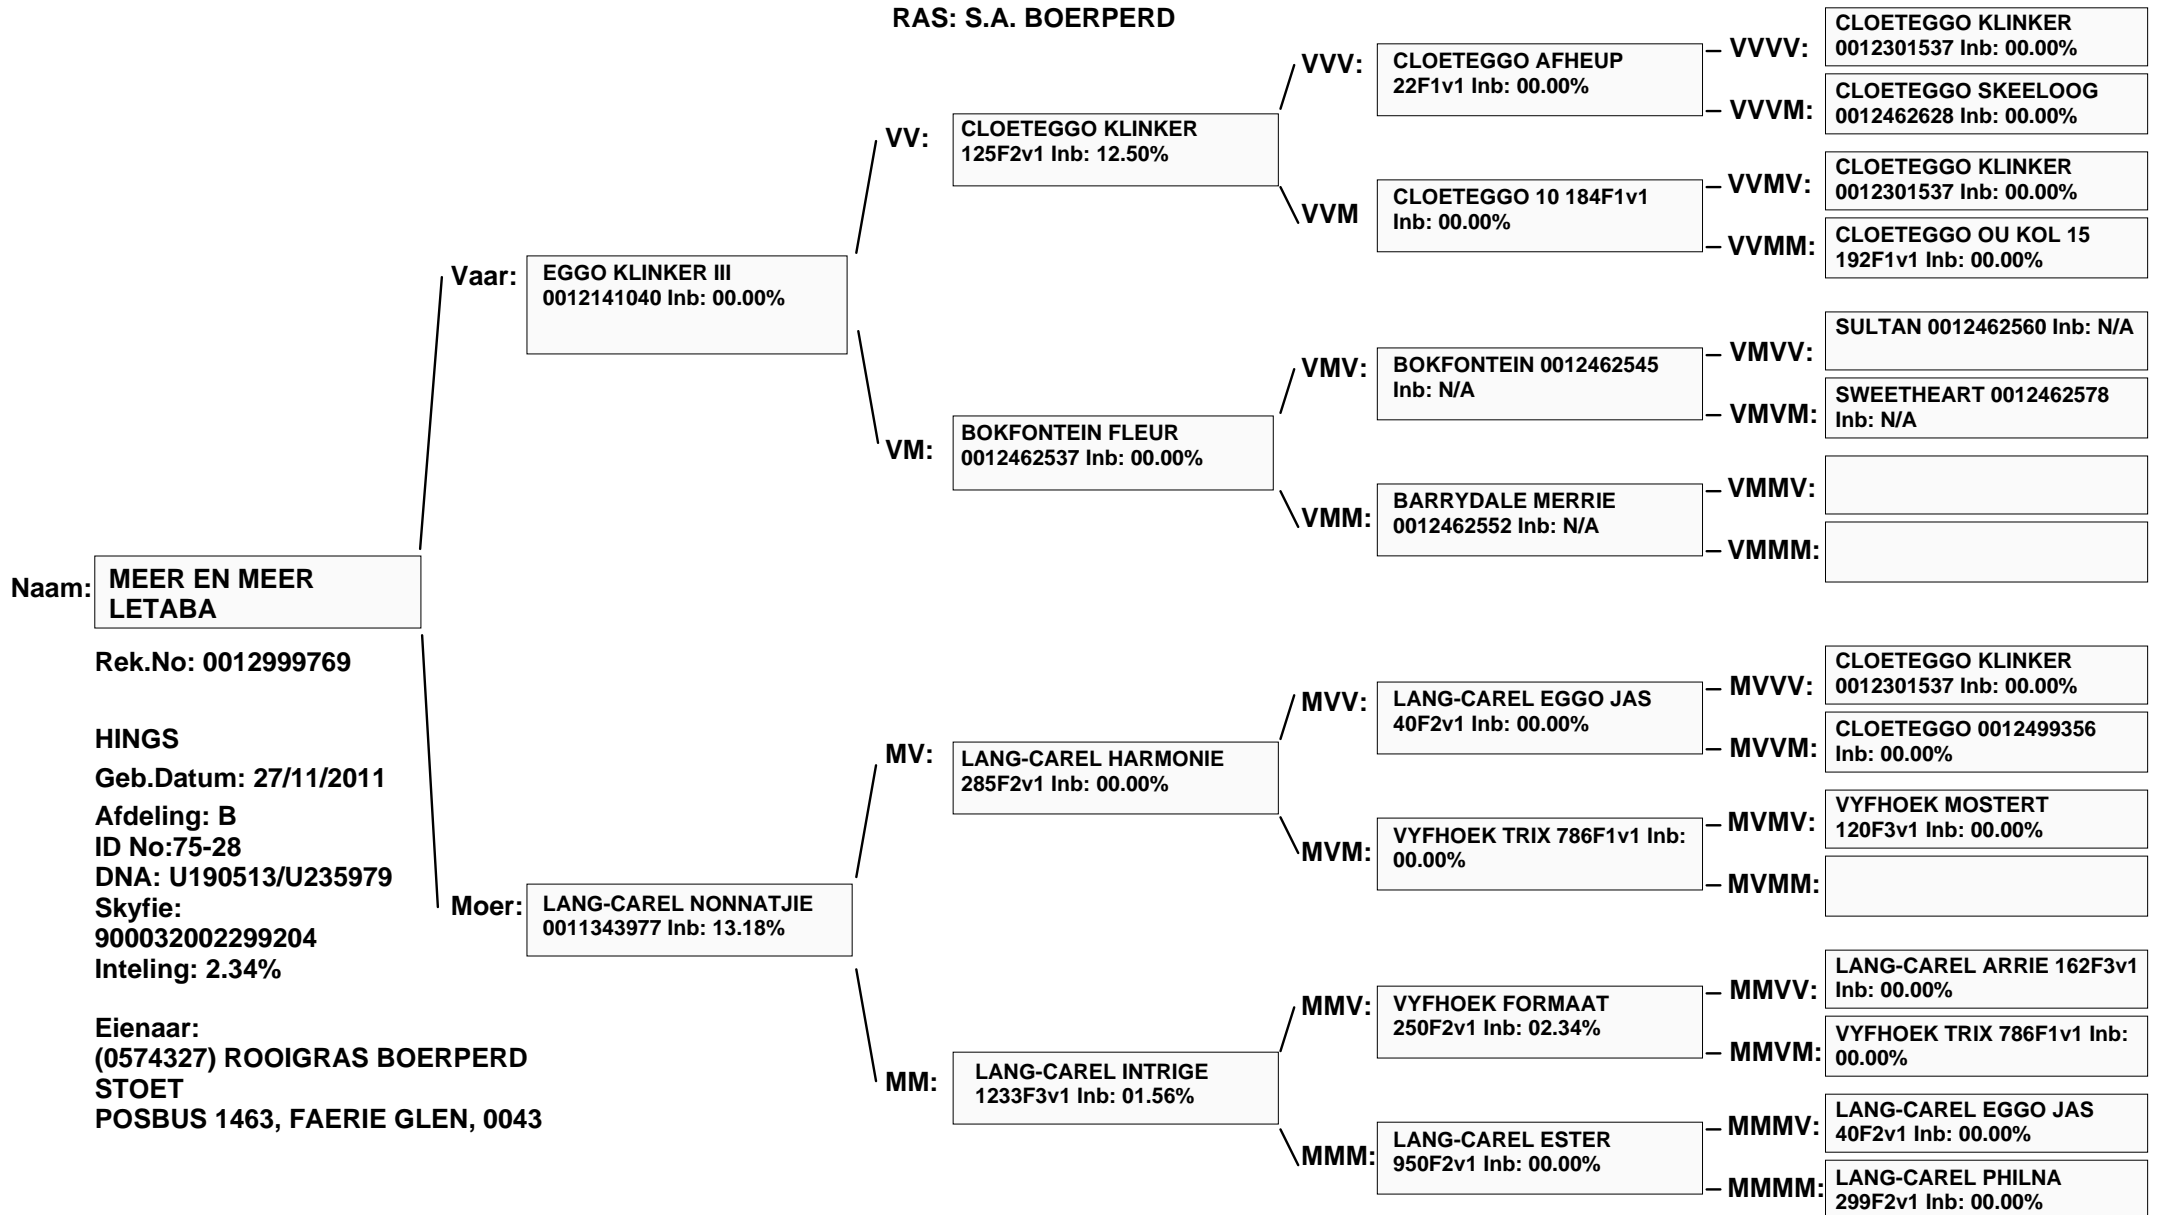 RAS: S.A. BOERPERD
Naam:
MEER EN MEER
LETABA
Rek.No: 0012999769
HINGS
Geb.Datum: 27/11/2011
Afdeling: B
ID No:75-28
DNA: U190513/U235979
Skyfie:
900032002299204
Inteling: 2.34%
Eienaar:
(0574327) ROOIGRAS BOERPERD
STOET
POSBUS 1463, FAERIE GLEN, 0043
Vaar:
EGGO KLINKER III
0012141040 Inb: 00.00%
Moer:
LANG-CAREL NONNATJIE
0011343977 Inb: 13.18%
VV:
CLOETEGGO KLINKER
125F2v1 Inb: 12.50%
VM:
BOKFONTEIN FLEUR
0012462537 Inb: 00.00%
MV:
LANG-CAREL HARMONIE
285F2v1 Inb: 00.00%
MM:
LANG-CAREL INTRIGE
1233F3v1 Inb: 01.56%
VVV:
CLOETEGGO AFHEUP
22F1v1 Inb: 00.00%
VVM
CLOETEGGO 10 184F1v1
Inb: 00.00%
VMV:
BOKFONTEIN 0012462545
Inb: N/A
VMM:
BARRYDALE MERRIE
0012462552 Inb: N/A
MVV:
LANG-CAREL EGGO JAS
40F2v1 Inb: 00.00%
MVM:
VYFHOEK TRIX 786F1v1 Inb:
00.00%
MMV:
VYFHOEK FORMAAT
250F2v1 Inb: 02.34%
MMM:
LANG-CAREL ESTER
950F2v1 Inb: 00.00%
VVVV:
CLOETEGGO KLINKER
0012301537 Inb: 00.00%
VVVM:
CLOETEGGO SKEELOOG
0012462628 Inb: 00.00%
VVMV:
CLOETEGGO KLINKER
0012301537 Inb: 00.00%
VVMM:
CLOETEGGO OU KOL 15
192F1v1 Inb: 00.00%
VMVV:
SULTAN 0012462560 Inb: N/A
VMVM:
SWEETHEART 0012462578
Inb: N/A
VMMV:
VMMM:
MVVV:
CLOETEGGO KLINKER
0012301537 Inb: 00.00%
MVVM:
CLOETEGGO 0012499356
Inb: 00.00%
MVMV:
VYFHOEK MOSTERT
120F3v1 Inb: 00.00%
MVMM:
MMVV:
LANG-CAREL ARRIE 162F3v1
Inb: 00.00%
MMVM:
VYFHOEK TRIX 786F1v1 Inb:
00.00%
MMMV:
LANG-CAREL EGGO JAS
40F2v1 Inb: 00.00%
MMMM:
LANG-CAREL PHILNA
299F2v1 Inb: 00.00%